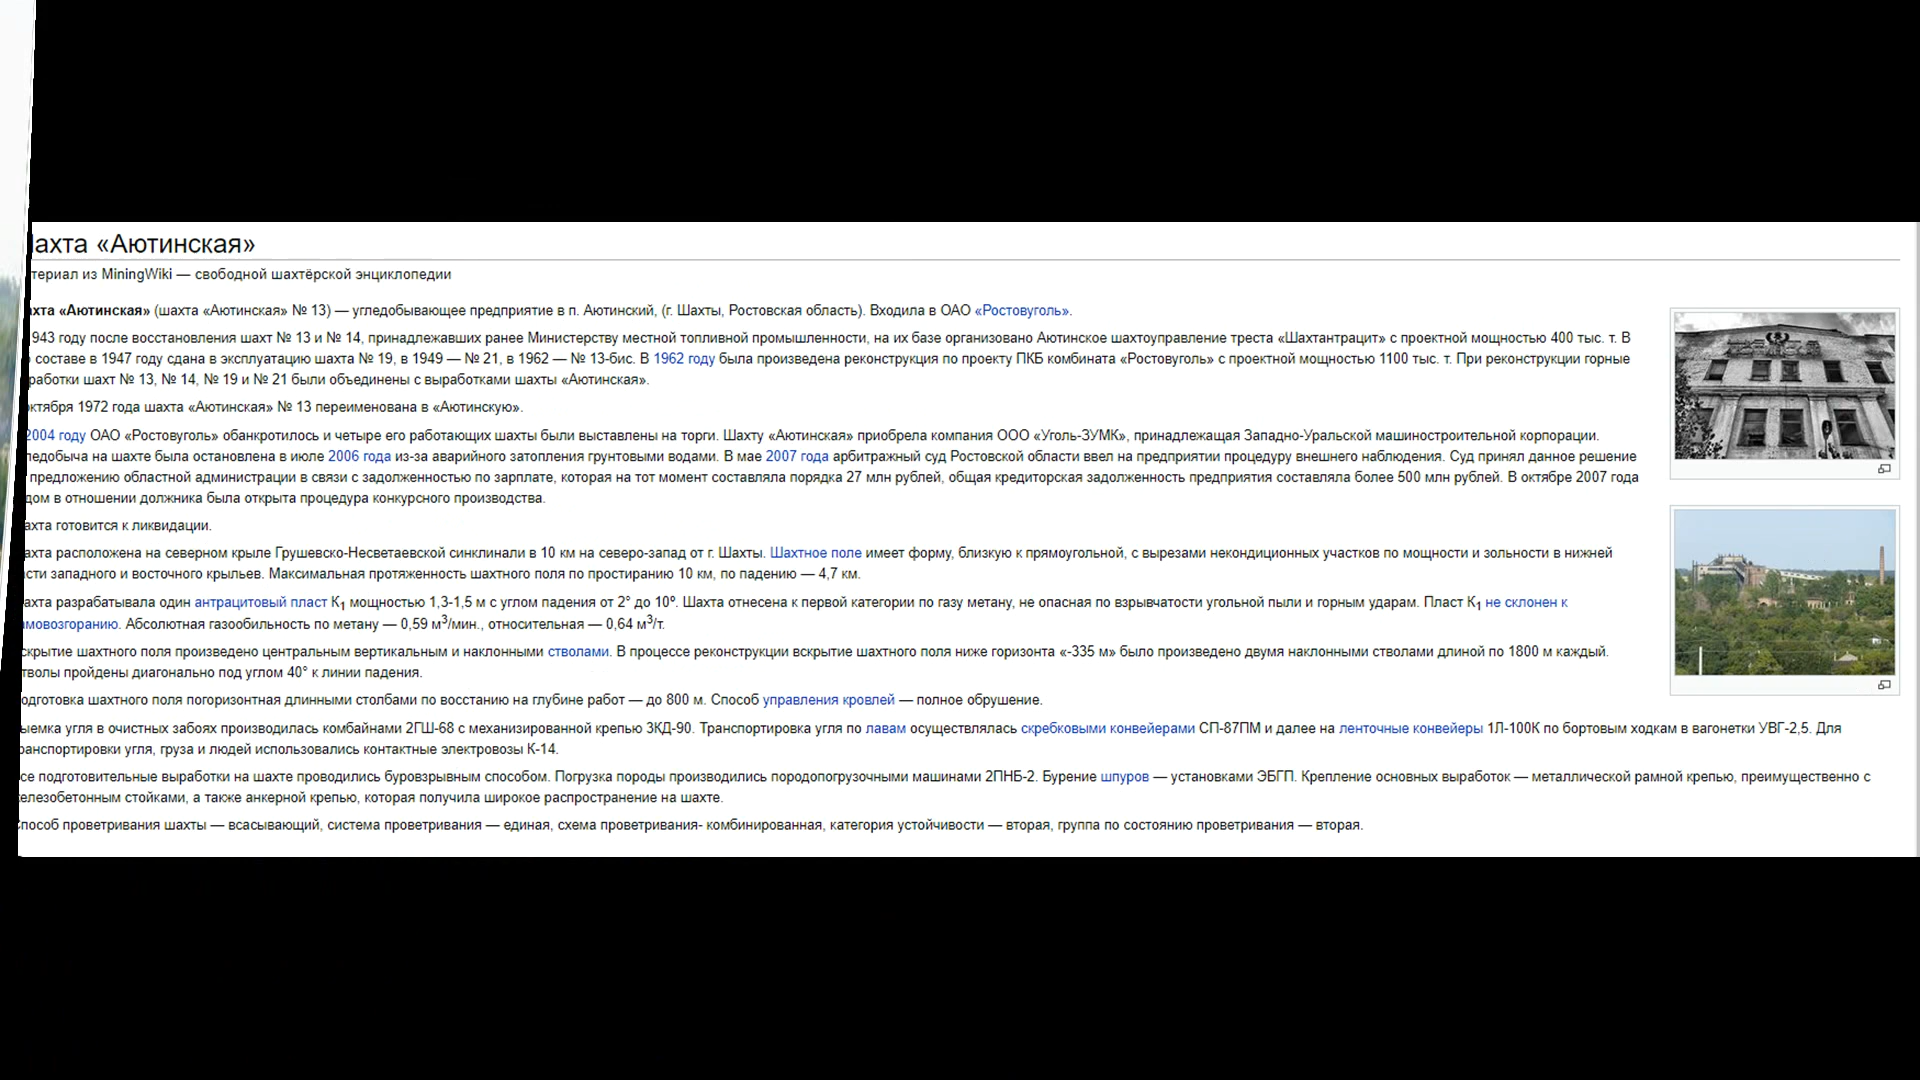 ахта «Аютинская»
териал из MiningWiki — свободной шахтёрской энциклопедии
хта «Аютинская» (шахта «Аютинская» № 13) — угледобывающее предприятие в п. Аютинский, (г. Шахты, Ростовская область). Входила в ОАО «Ростовуголь».
943 году после восстановления шахт № 13 и № 14, принадлежавших ранее Министерству местной топливной промышленности, на их базе организовано Аютинское шахтоуправление треста «Шахтантрацит» с проектной мощностью 400 тыс. т. В
составе в 1947 году сдана в эксплуатацию шахта № 19, в 1949 — № 21, в 1962 — № 13-бис. В 1962 году была произведена реконструкция по проекту ПКБ комбината «Ростовуголь» с проектной мощностью 1100 тыс. т. При реконструкции горные
работки шахт № 13, № 14, № 19 и № 21 были объединены с выработками шахты «Аютинская».
октября 1972 года шахта «Аютинская» № 13 переименована в «Аютинскую».
2004 году ОАО «Ростовуголь» обанкротилось и четыре его работающих шахты были выставлены на торги. Шахту «Аютинская» приобрела компания ООО «Уголь-ЗУМК», принадлежащая Западно-Уральской машиностроительной корпорации.
ледобыча на шахте была остановлена в июле 2006 года из-за аварийного затопления грунтовыми водами. В мае 2007 года арбитражный суд Ростовской области ввел на предприятии процедуру внешнего наблюдения. Суд принял данное решение
предложению областной администрации в связи с задолженностью по зарплате, которая на тот момент составляла порядка 27 млн рублей, общая кредиторская задолженность предприятия составляла более 500 млн рублей. В октябре 2007 года
дом в отношении должника была открыта процедура конкурсного производства.
ахта готовится к ликвидации.
ахта расположена на северном крыле Грушевско-Несветаевской синклинали в 10 км на северо-запад от г. Шахты. Шахтное поле имеет форму, близкую к прямоугольной, с вырезами некондиционных участков по мощности и зольности в нижней
сти западного и восточного крыльев. Максимальная протяженность шахтного поля по простиранию 10 км, по падению — 4,7 км.
ахта разрабатывала один антрацитовый пласт К1 мощностью 1,3-1,5 м с углом падения от 2° до 10º. Шахта отнесена к первой категории по газу метану, не опасная по взрывчатости угольной пыли и горным ударам. Пласт К1 не склонен к
амовозгоранию. Абсолютная газообильность по метану — 0,59 м3/мин., относительная — 0,64 м3/т.
скрытие шахтного поля произведено центральным вертикальным и наклонными стволами. В процессе реконструкции вскрытие шахтного поля ниже горизонта «-335 м» было произведено двумя наклонными стволами длиной по 1800 м каждый.
тволы пройдены диагонально под углом 40° к линии падения.
одготовка шахтного поля погоризонтная длинными столбами по восстанию на глубине работ — до 800 м. Способ управления кровлей — полное обрушение.
ыемка угля в очистных забоях производилась комбайнами 2ГШ-68 с механизированной крепью 3КД-90. Транспортировка угля по лавам осуществлялась скребковыми конвейерами СП-87ПМ и далее на ленточные конвейеры 1Л-100К по бортовым ходкам в вагонетки УВГ-2,5. Для
ранспортировки угля, груза и людей использовались контактные электровозы К-14.
се подготовительные выработки на шахте проводились буровзрывным способом. Погрузка породы производились породопогрузочными машинами 2ПНБ-2. Бурение шпуров — установками ЭБГП. Крепление основных выработок — металлической рамной крепью, преимущественно с
елезобетонным стойками, а также анкерной крепью, которая получила широкое распространение на шахте.
пособ проветривания шахты — всасывающий, система проветривания — единая, схема проветривания- комбинированная, категория устойчивости — вторая, группа по состоянию проветривания — вторая.